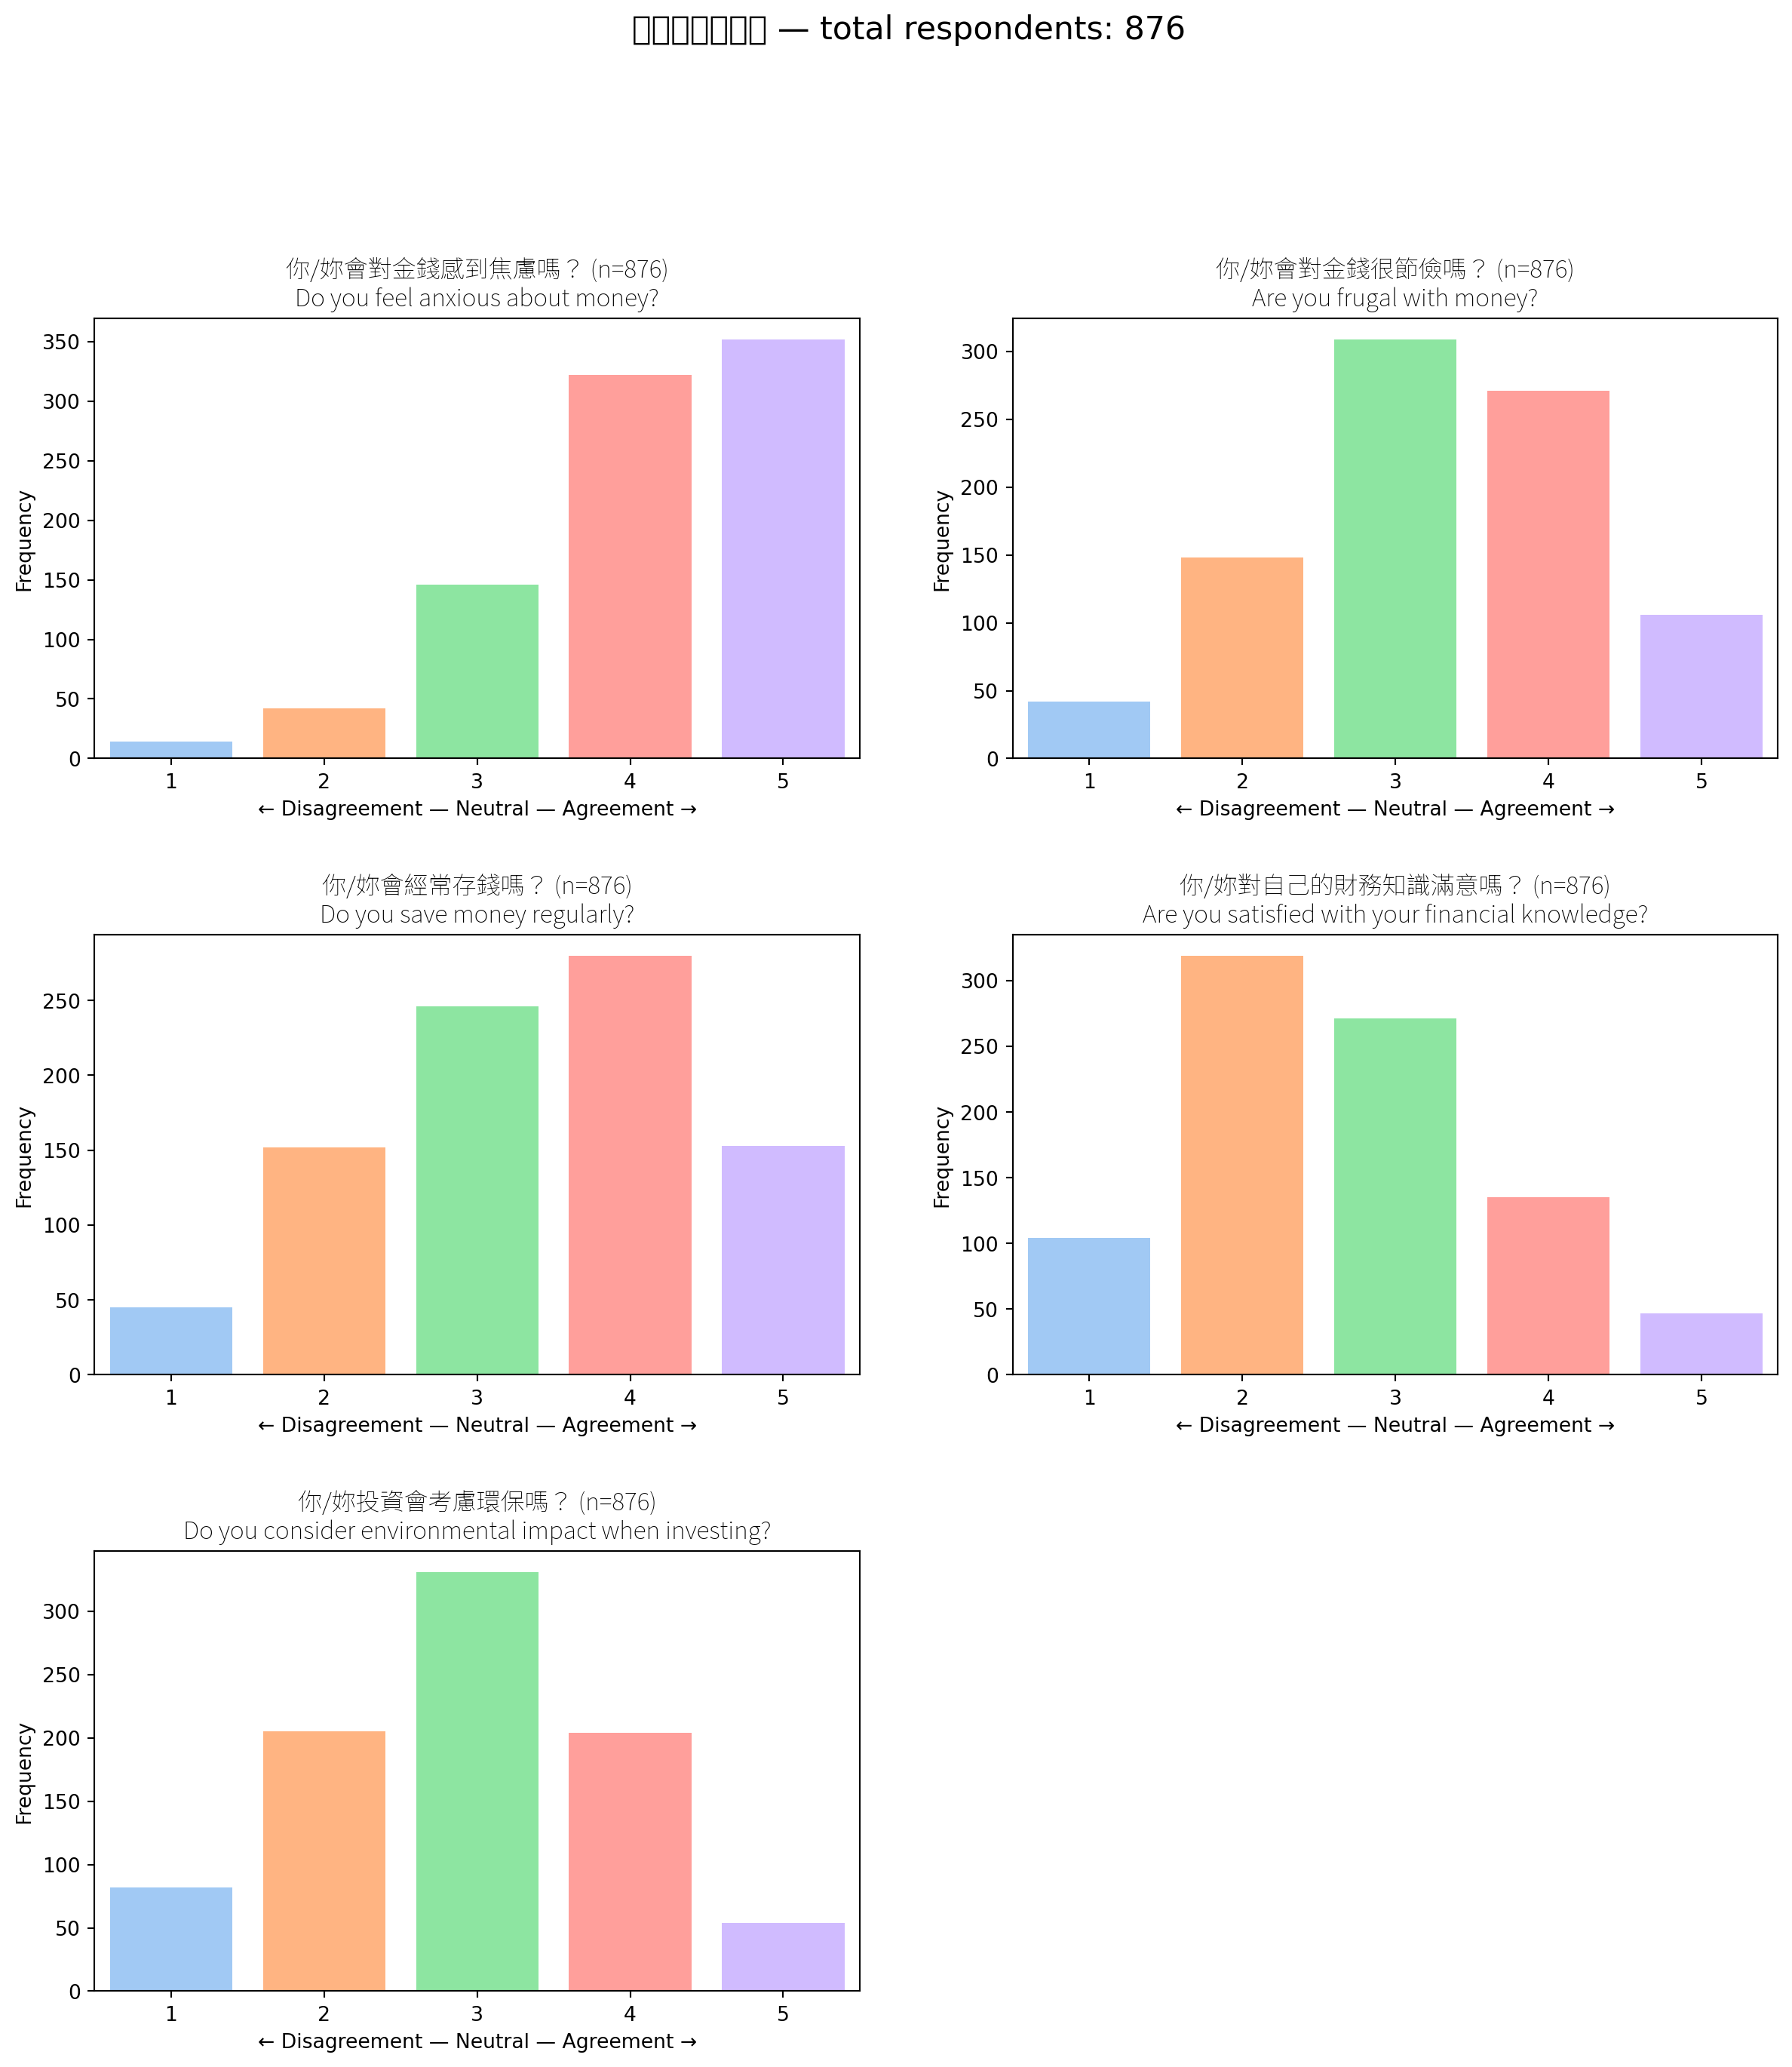 — total respondents: 876
你/妳會對金錢感到焦慮嗎？ (n=876)
Do you feel anxious about money?
350
300
250
200
150
100
50
0
Frequency
1 2 3 4 5
← Disagreement — Neutral — Agreement →
你/妳會對金錢很節儉嗎？ (n=876)
Are you frugal with money?
300
250
200
150
100
50
0
Frequency
1 2 3 4 5
← Disagreement — Neutral — Agreement →
你/妳會經常存錢嗎？ (n=876)
Do you save money regularly?
250
200
150
100
50
0
Frequency
1 2 3 4 5
← Disagreement — Neutral — Agreement →
你/妳對自己的財務知識滿意嗎？ (n=876)
Are you satisfied with your financial knowledge?
300
250
200
150
100
50
0
Frequency
1 2 3 4 5
← Disagreement — Neutral — Agreement →
你/妳投資會考慮環保嗎？ (n=876)
Do you consider environmental impact when investing?
300
250
200
150
100
50
0
Frequency
1 2 3 4 5
← Disagreement — Neutral — Agreement →